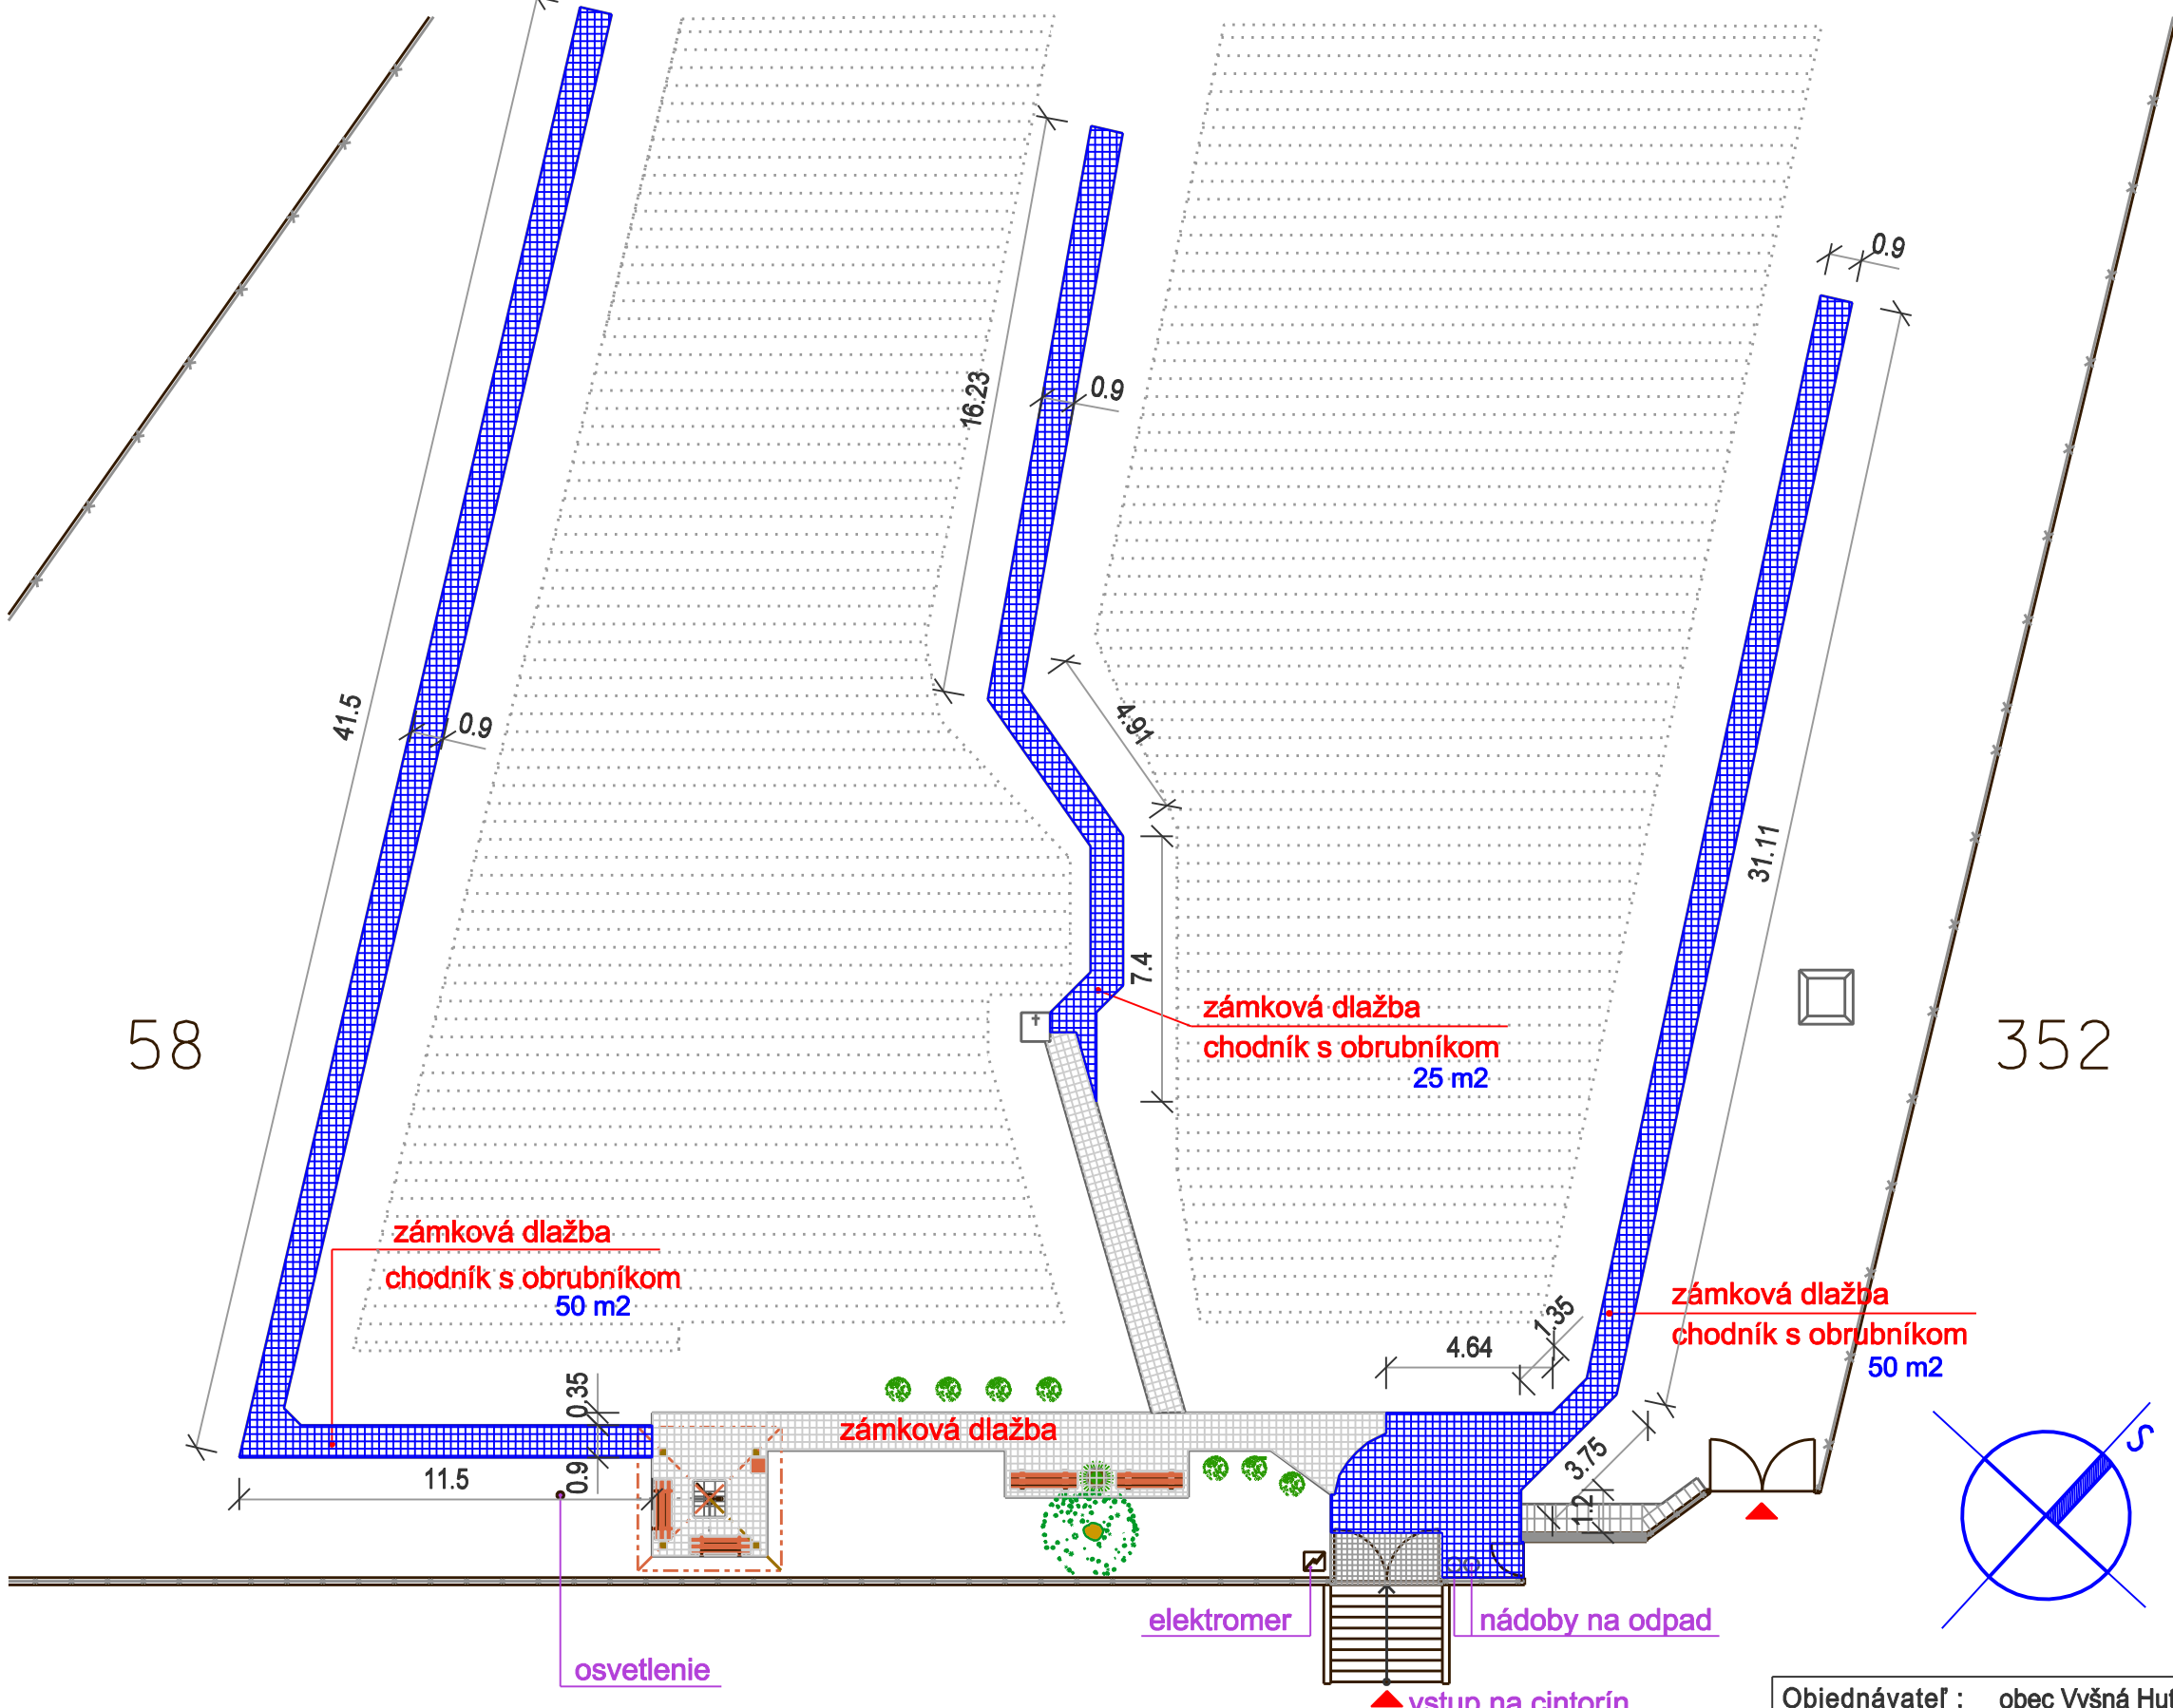 0.9
16.23
0.9
41.5
0.9
4.91
31.11
7.4
zámková dlažba
chodník s obrubníkom
25 m2
58
352
zámková dlažba
chodník s obrubníkom
50 m2
zámková dlažba
chodník s obrubníkom
50 m2
1.35
4.64
0.35
zámková dlažba
S
3.75
11.5
0.9
1.2
elektromer
nádoby na odpad
osvetlenie
vstup na cintorín
Objednávateľ : obec Vyšná